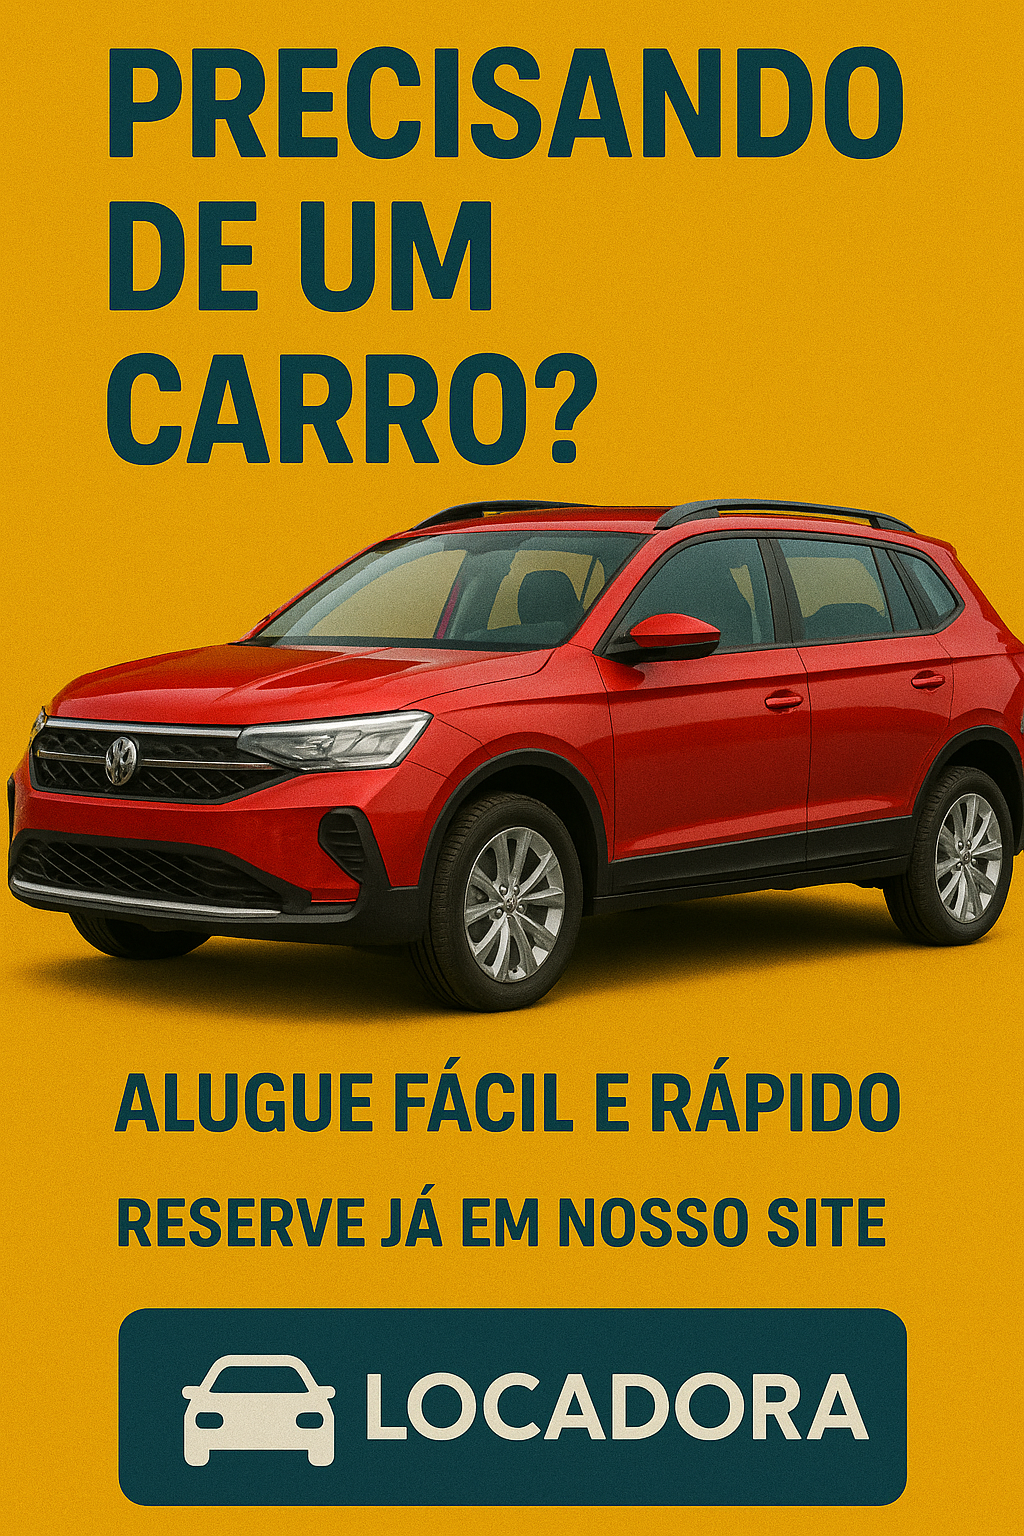 PRECISANDO
DE UM
CARRO?
ALUGUE FÁCIL E RÁPIDO
RESERVE JÁ EM NOSSO SITE
LOCADORA